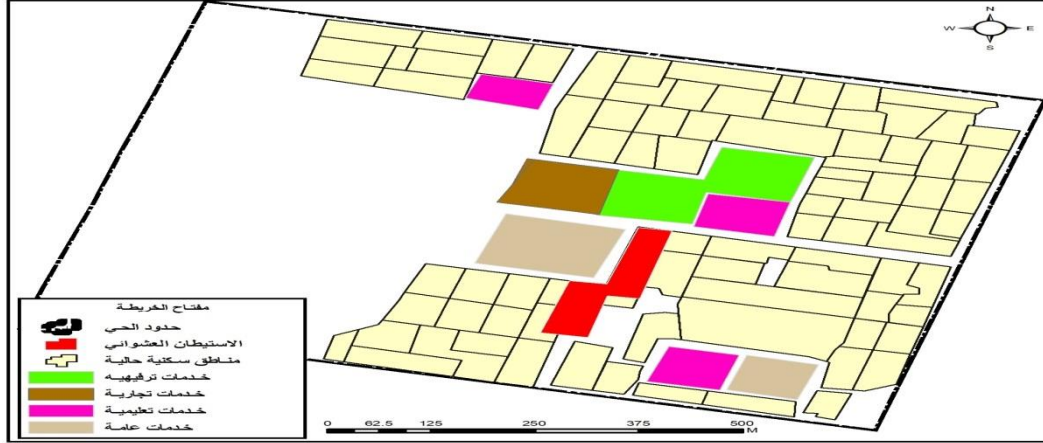 N
W E
S
مفتاح الخريطة
حدود الحي
الاستيطان العشوائي
مناطق سكنية حالية
خدمات ترفيهيه
خدمات تجارية
خدمات تعليمية
خدمات عامة
0 62.5 125 250 375 500
M